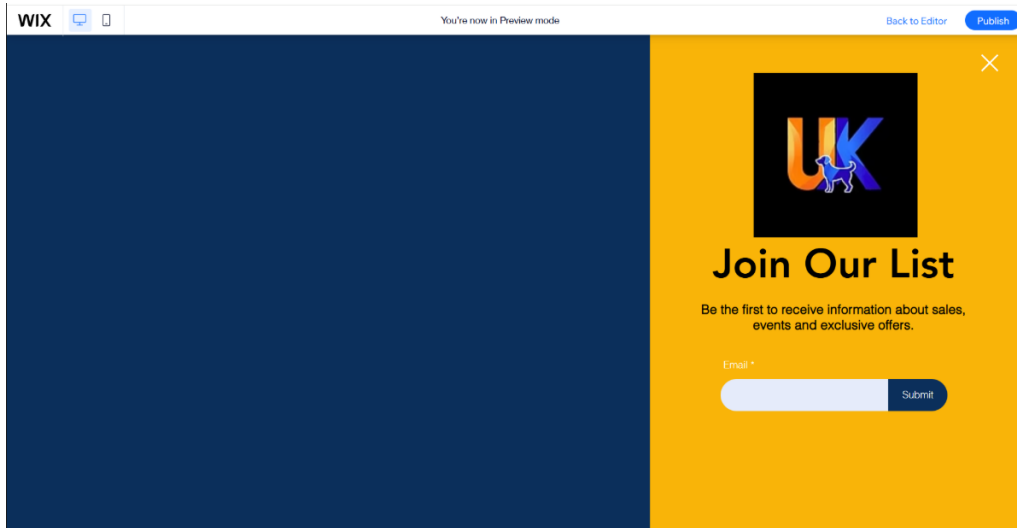 WIX
You're now in Preview mode
Back to Editor
Publish
UK
Join Our List
Be the first to receive information about sales,
events and exclusive offers.
Email *
Submit